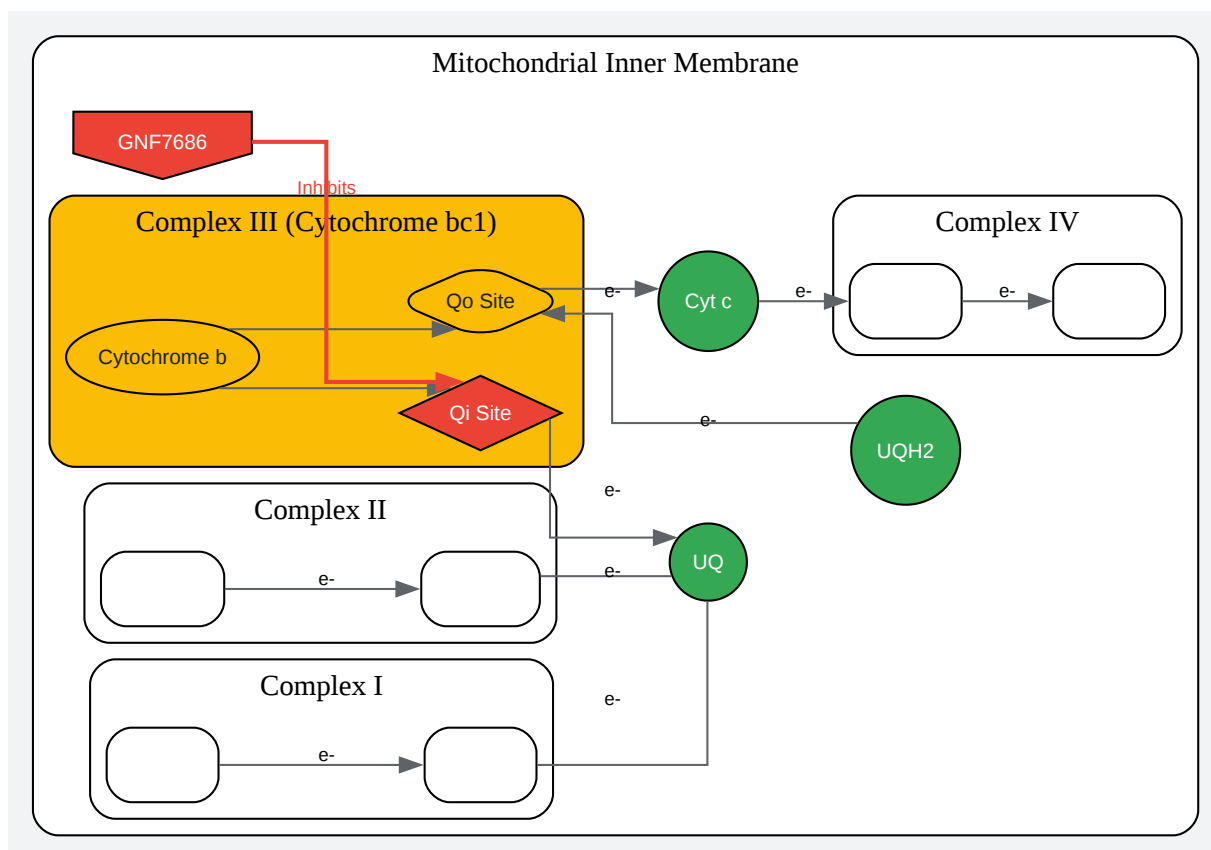 Mitochondrial Inner Membrane
GNF7686
Inhibits
Complex III (Cytochrome bc1)
Complex IV
Qo Site
e-
Cyt c
e-
e-
Cytochrome b
Qi Site
e-
UQH2
e-
Complex II
e-
e-
UQ
Complex I
e-
e-